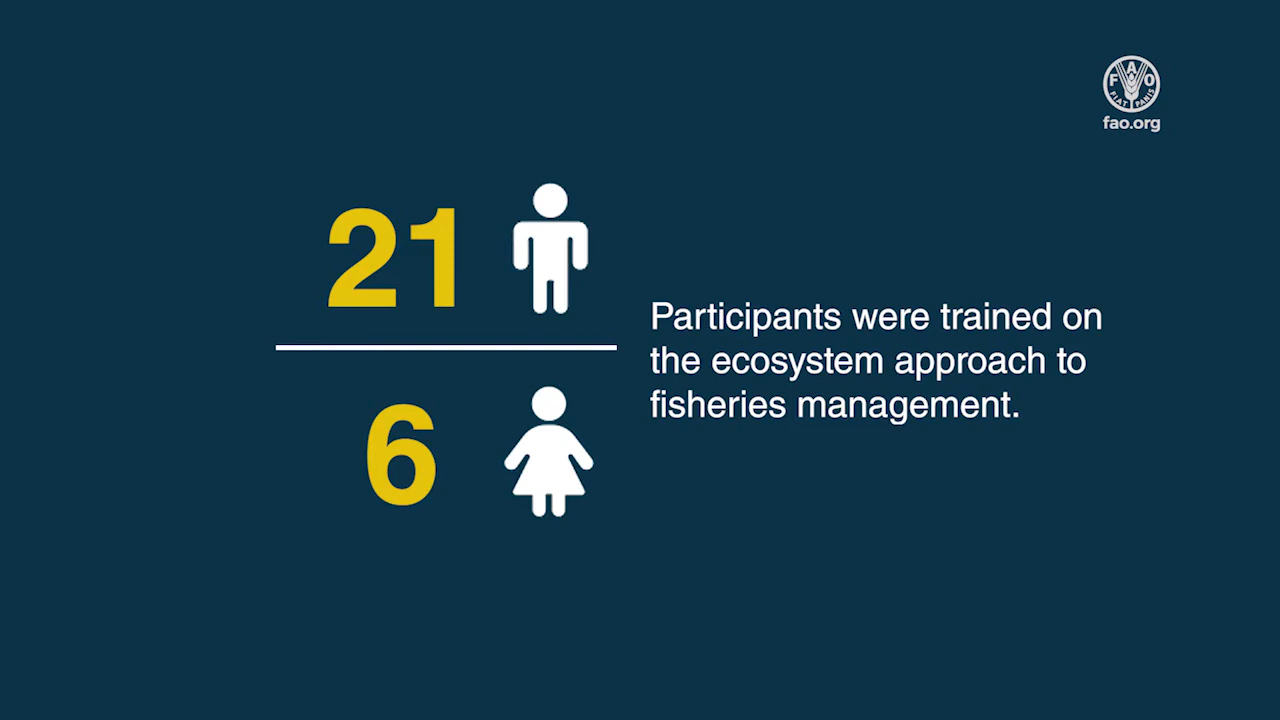 FAO
FIAT PANIS
fao.org
21
6
Participants were trained on
the ecosystem approach to
fisheries management.